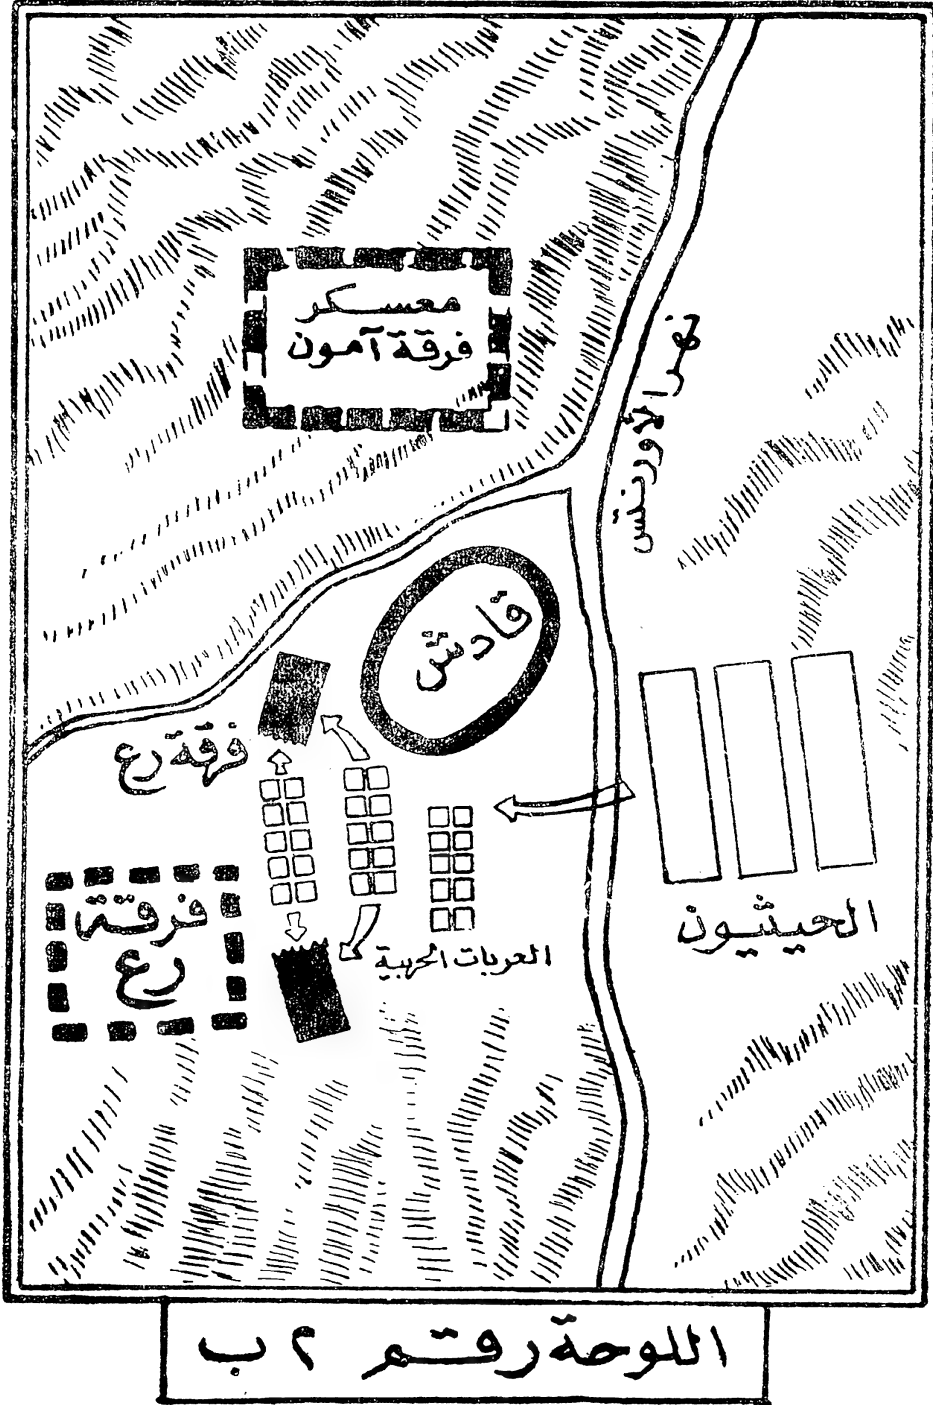 معسكر
فرقة آمون
نهر الأورنتس
قادش
فرقة رع
فرقة
رع
العربات الحربية
الحيثيون
اللوحة رقم ٢ ب